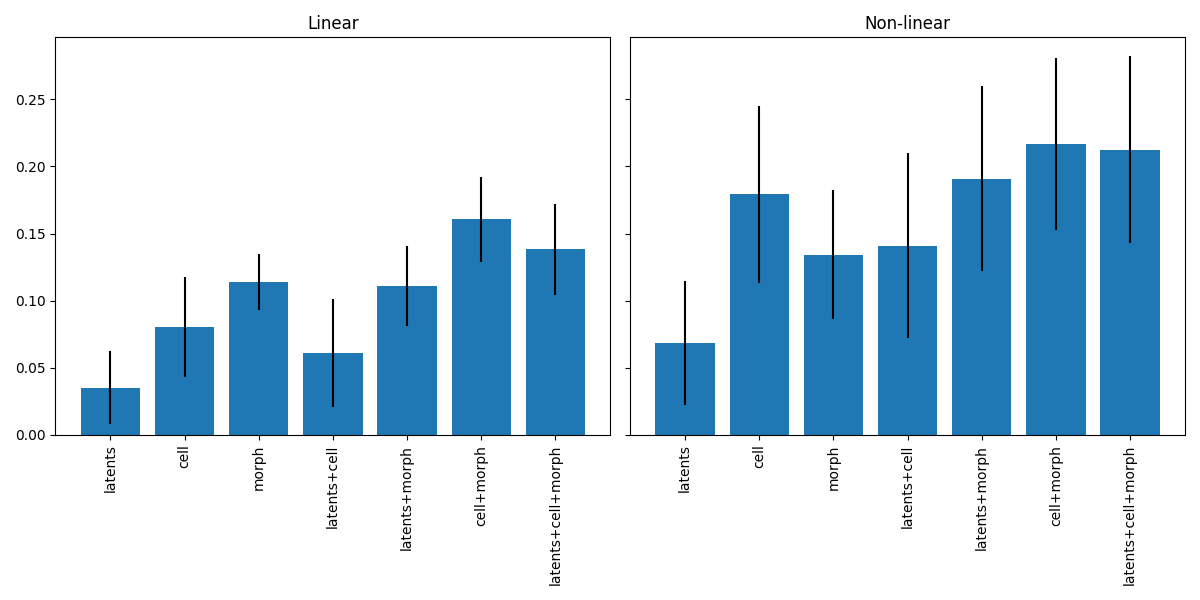 Linear
Non-linear
0.25
0.20
0.15
0.10
0.05
0.00
latents
cell
morph
latents+cell
latents+morph
cell+morph
latents+cell+morph
latents
cell
morph
latents+cell
latents+morph
cell+morph
latents+cell+morph